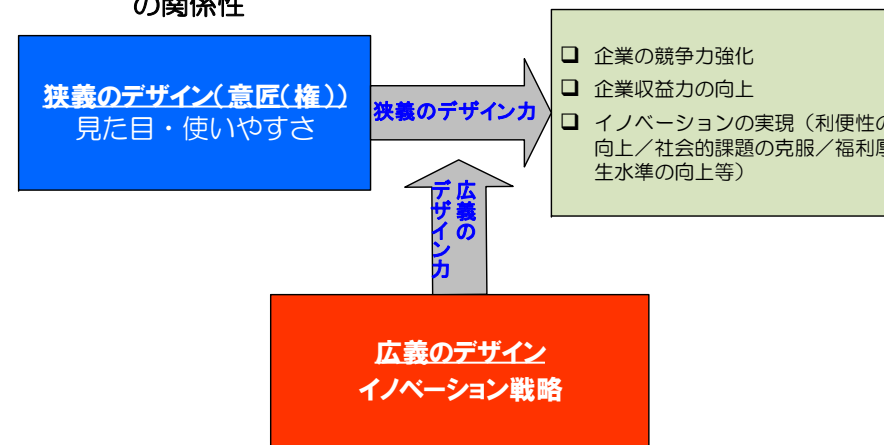 の関係性
狭義のデザイン(意匠(権))
見た目・使いやすさ
狭義のデザイン力
❑ 企業の競争力強化
❑ 企業収益力の向上
❑ イノベーションの実現（利便性の
向上／社会的課題の克服／福利厚
生水準の向上等）
広義の
デザイン力
広義のデザイン
イノベーション戦略